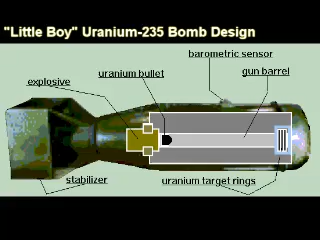 "Little Boy" Uranium-235 Bomb Design
barometric sensor
uranium bullet
gun barrel
explosive
stabilizer
uranium target rings